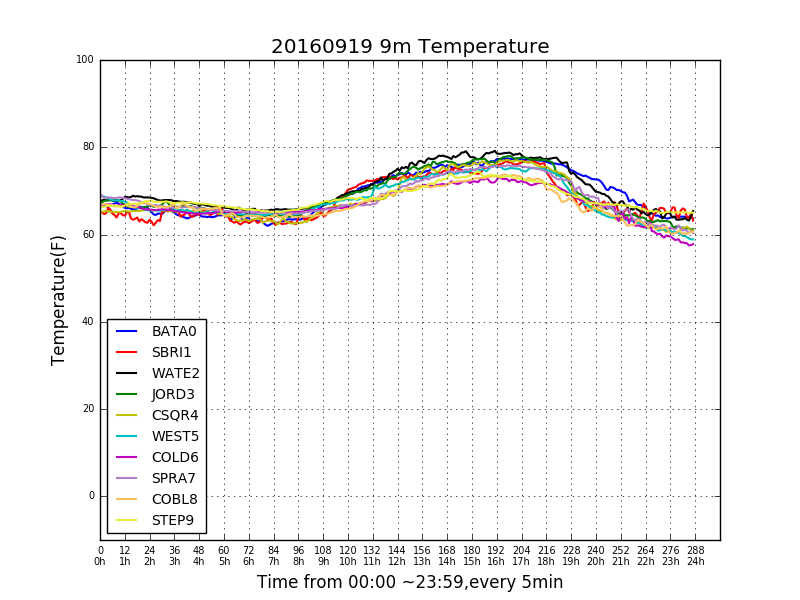 20160919 9m Temperature
100
80
60
40
20
0
Temperature(F)
BATA0
SBRI1
WATE2
JORD3
CSQR4
WEST5
COLD6
SPRA7
COBL8
STEP9
0 12 24 36 48 60 72 84 96 108 120 132 144 156 168 180 192 204 216 228 240 252 264 276 288
0h 1h 2h 3h 4h 5h 6h 7h 8h 9h 10h 11h 12h 13h 14h 15h 16h 17h 18h 19h 20h 21h 22h 23h 24h
Time from 00:00 ~23:59,every 5min